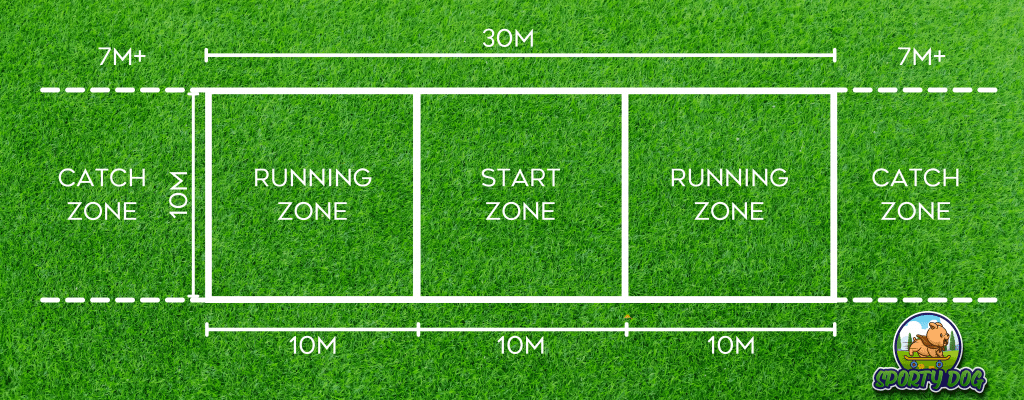 30M
7M+
7M+
CATCH
ZONE
10M
RUNNING
ZONE
START
ZONE
RUNNING
ZONE
CATCH
ZONE
10M
10M
10M
SPORTY DOG